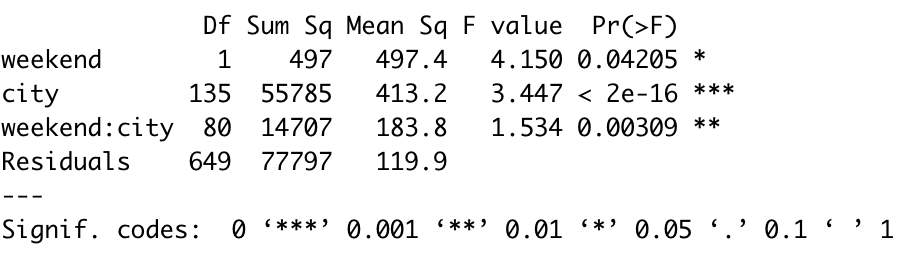 Df Sum Sq Mean Sq F value  Pr(>F)
weekend        1    497   497.4   4.150 0.04205 *
city         135  55785   413.2   3.447 < 2e-16 ***
weekend:city  80  14707   183.8   1.534 0.00309 **
Residuals    649  77797   119.9
---
Signif. codes:  0 ‘***’ 0.001 ‘**’ 0.01 ‘*’ 0.05 ‘.’ 0.1 ‘ ’ 1